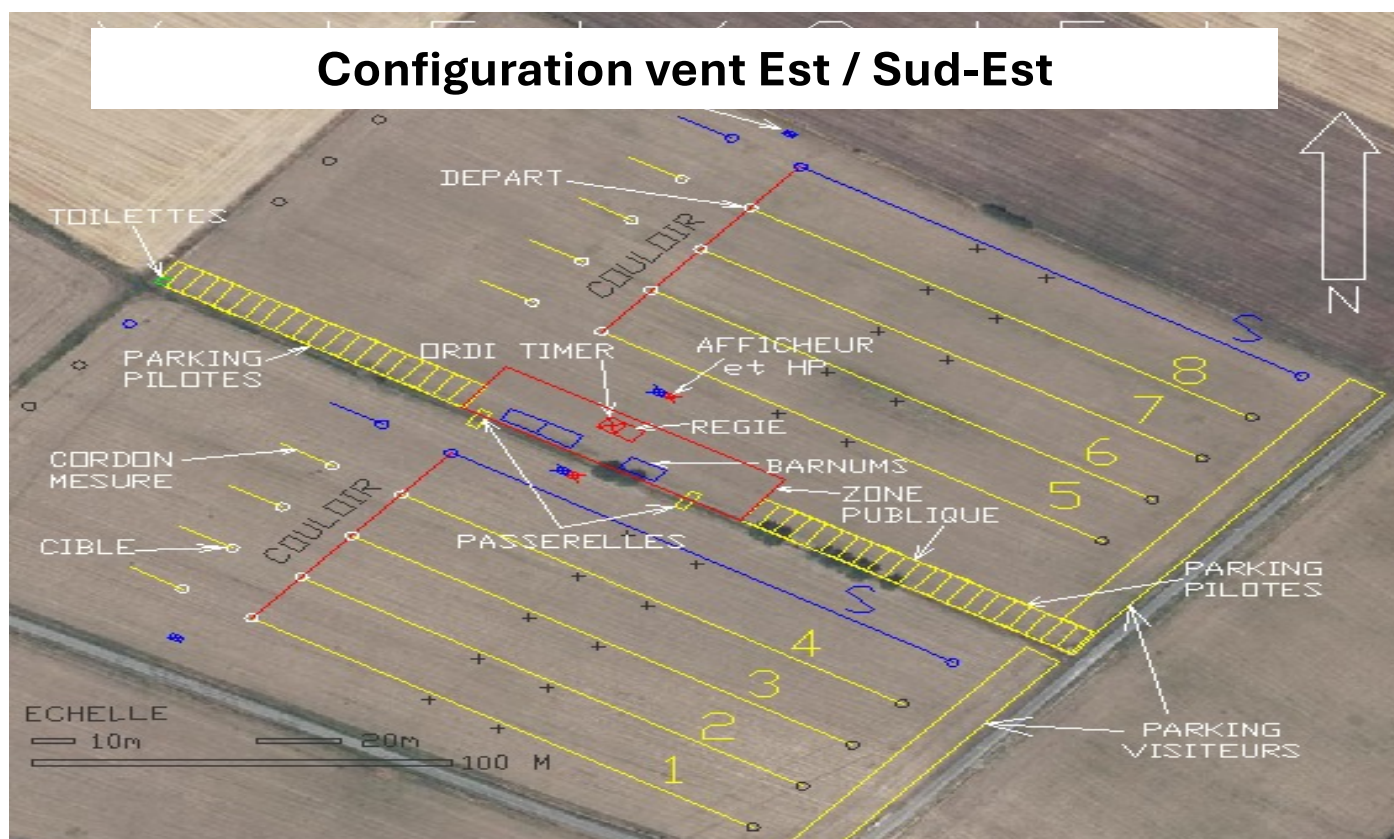 Configuration vent Est / Sud-Est
DEPART
TOILETTES
COULOIR
N
S
PARKING
PILOTES
ORDI TIMER
AFFICHEUR
et HP
8
7
6
5
REGIE
CORDON
MESURE
BARNUMS
ZONE
PUBLIQUE
COULOIR
CIBLE
PASSERELLES
PARKING
PILOTES
S
4
3
2
1
PARKING
VISITEURS
ECHELLE
10m
20m
100 M